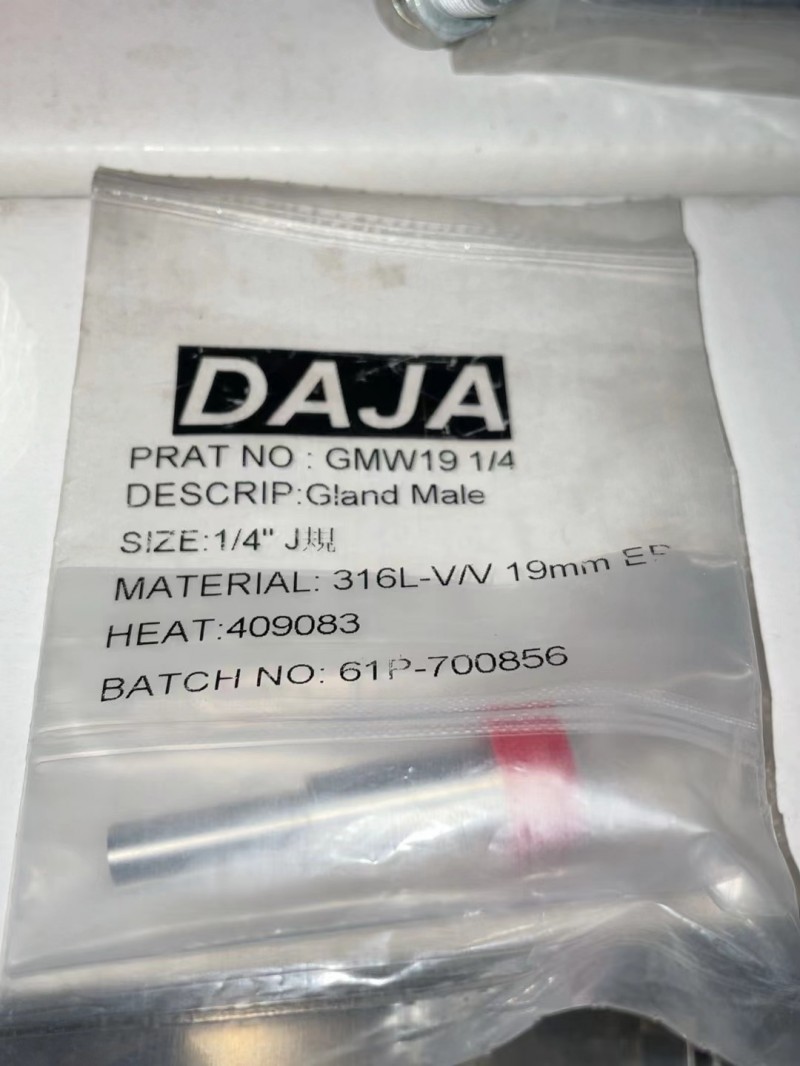 DAJA
PRAT NO : GMW19 1/4
DESCRIP:Gland Male
SIZE:1/4" J規
MATERIAL: 316L-V/V 19mm EP
HEAT:409083
BATCH NO: 61P-700856